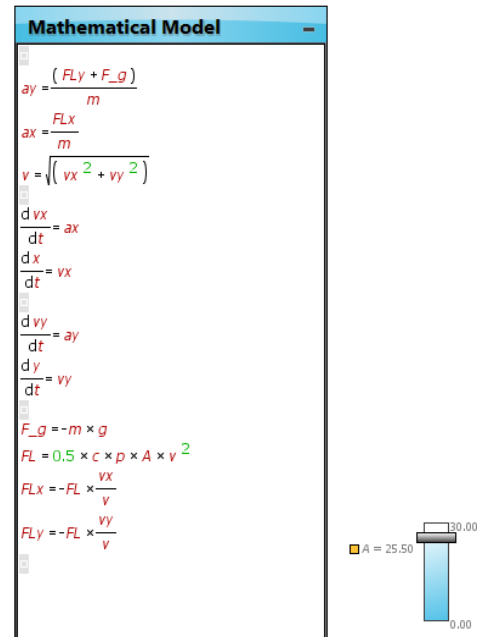 Mathematical Model
ay = ( FLy + F_g ) / m
ax = FLx / m
v = √( vx 2 + vy 2 )
d vx / dt = ax
d x / dt = vx
d vy / dt = ay
d y / dt = vy
F_g = -m × g
FL = 0.5 × c × p × A × v 2
FLx = -FL × vx / v
FLy = -FL × vy / v
30.00
A = 25.50
0.00